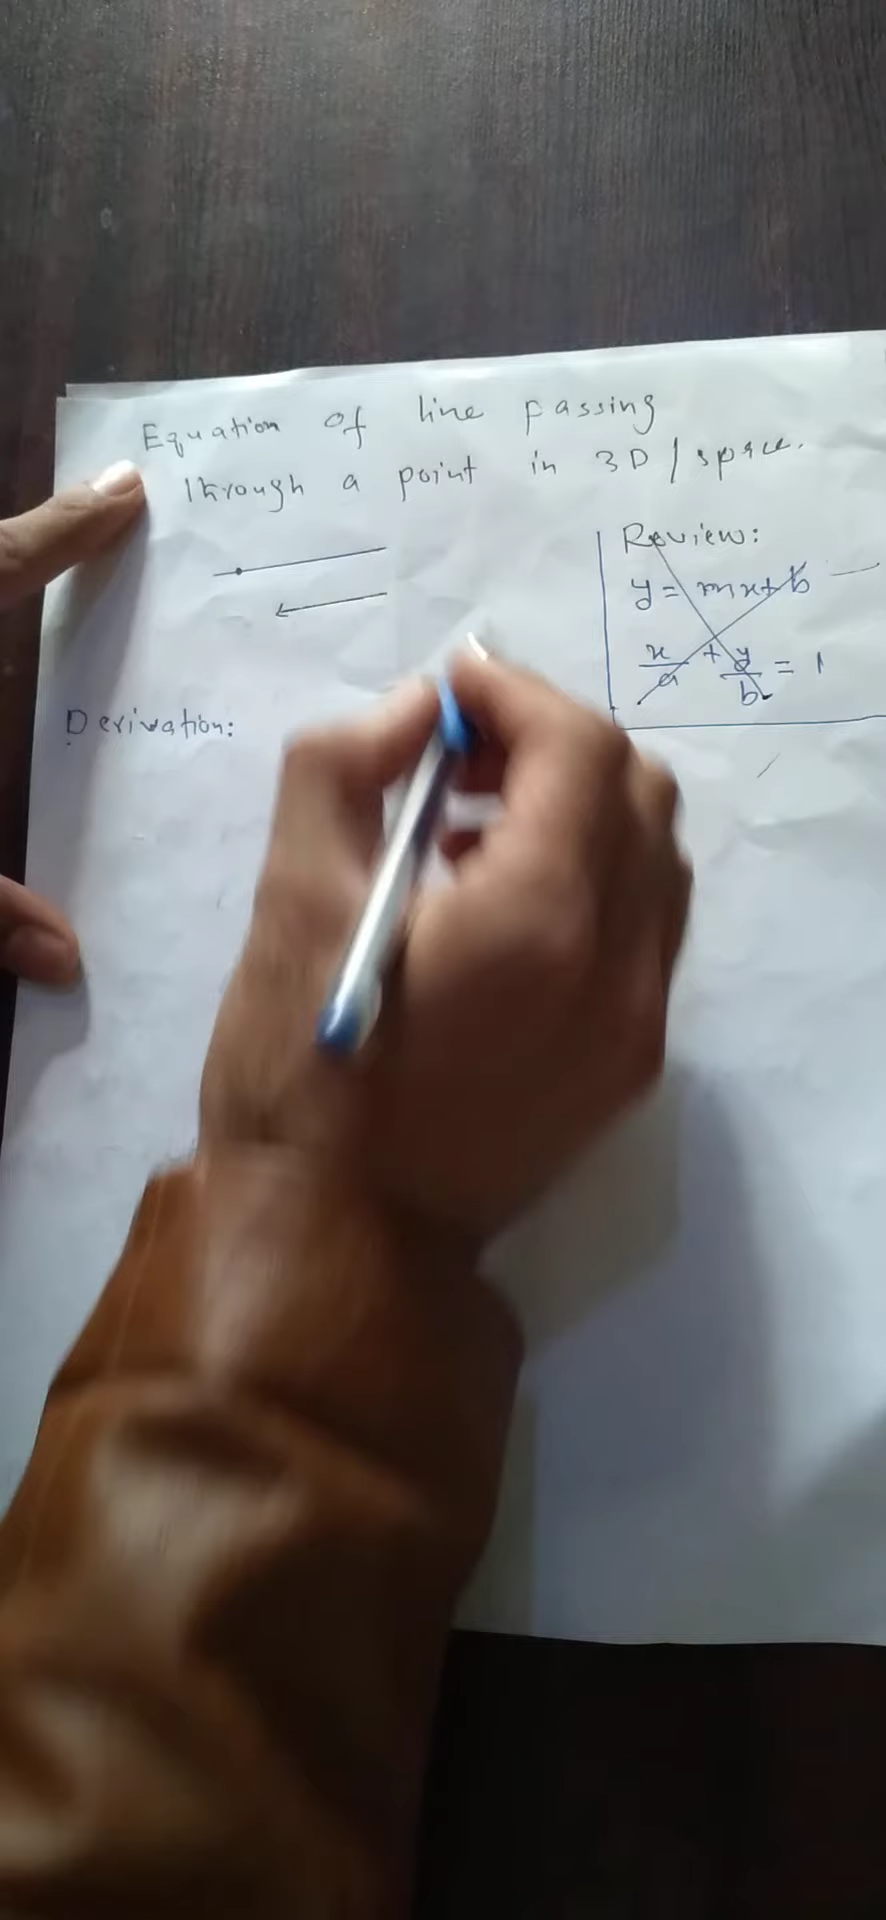 Equation of line passing
through a point in 3D / space.
Review:
y = mx + b
x/a + y/b = 1
Derivation: